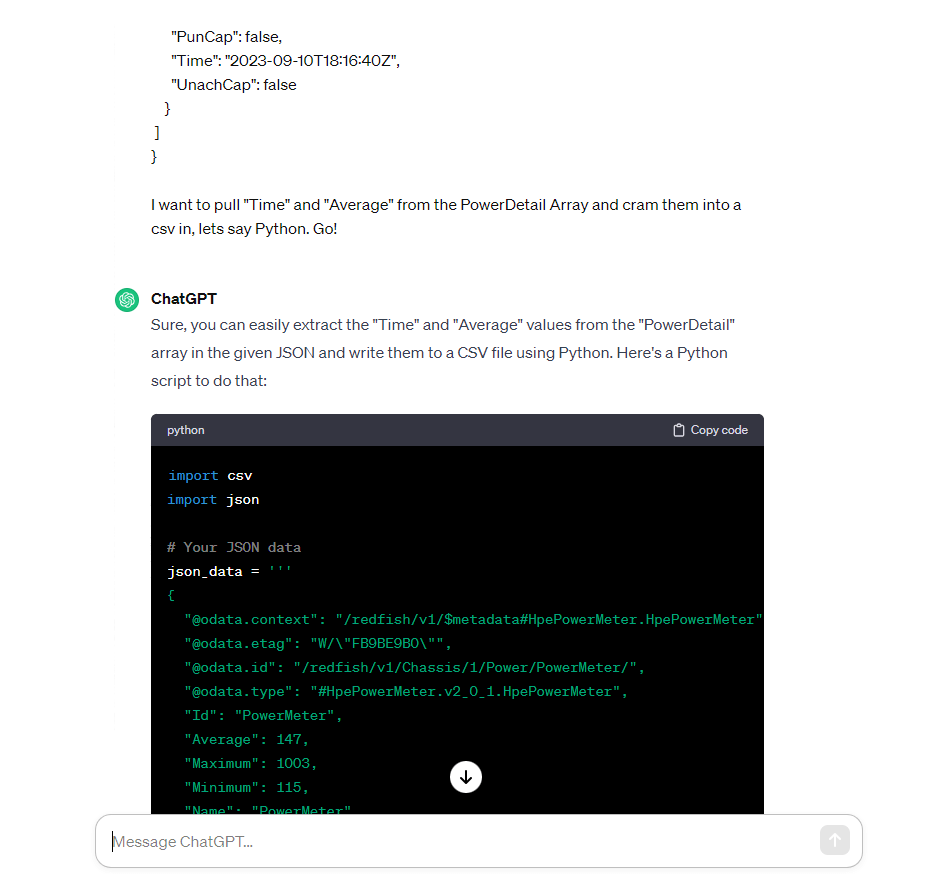 "PunCap": false,
"Time": "2023-09-10T18:16:40Z",
"UnachCap": false
}
]
}
I want to pull "Time" and "Average" from the PowerDetail Array and cram them into a
csv in, lets say Python. Go!
ChatGPT
Sure, you can easily extract the "Time" and "Average" values from the "PowerDetail"
array in the given JSON and write them to a CSV file using Python. Here's a Python
script to do that:
python Copy code
import csv
import json
# Your JSON data
json_data = '''
{
"@odata.context": "/redfish/v1/$metadata#HpePowerMeter.HpePowerMeter"
"@odata.etag": "W/\"FB9BE9B0\"",
"@odata.id": "/redfish/v1/Chassis/1/Power/PowerMeter/",
"@odata.type": "#HpePowerMeter.v2_0_1.HpePowerMeter",
"Id": "PowerMeter",
"Average": 147,
"Maximum": 1003,
"Minimum": 115,
"Name": "PowerMeter"
Message ChatGPT...